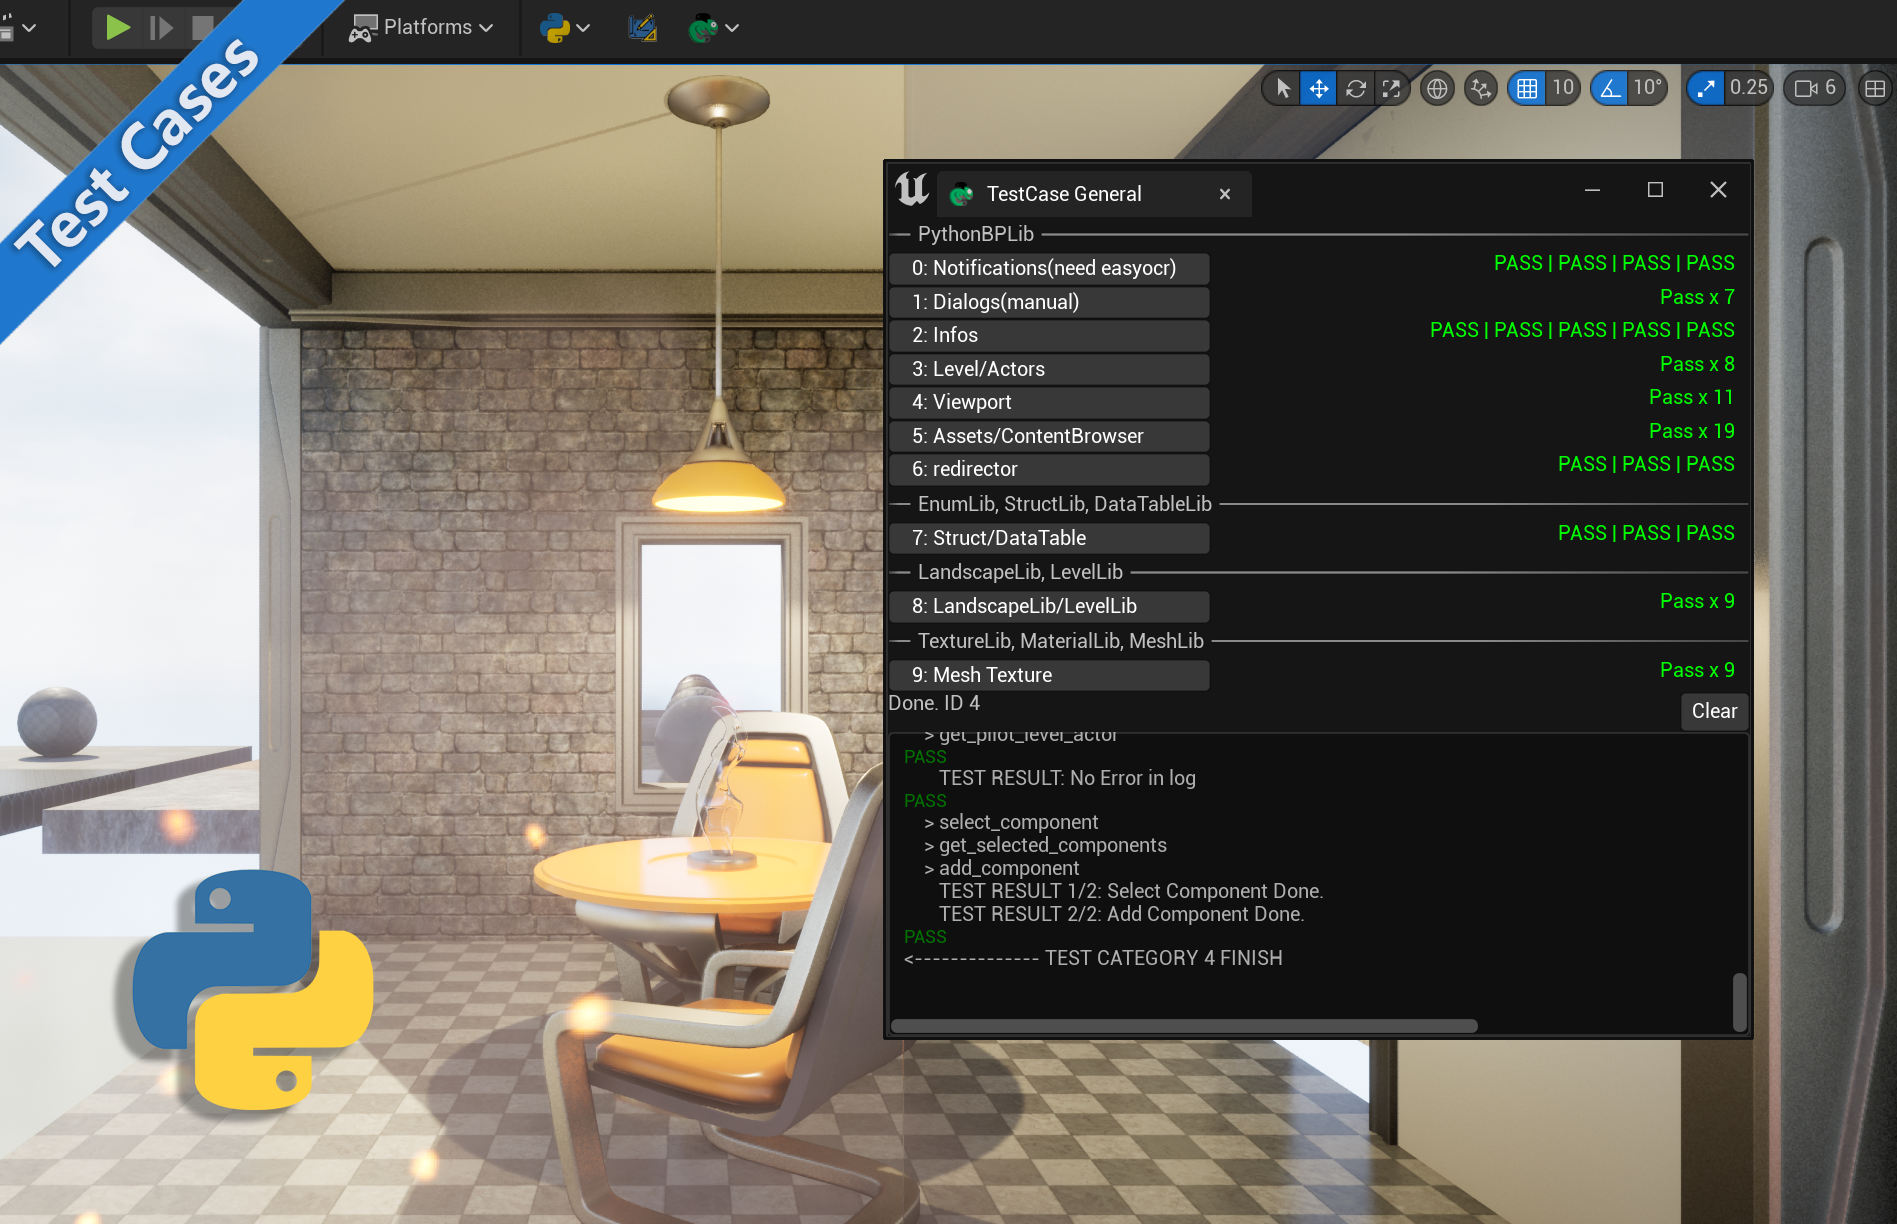 Platforms
Test Cases
10
10°
0.25
6
TestCase General
PythonBPLib
0: Notifications(need easyocr)
PASS | PASS | PASS | PASS
1: Dialogs(manual)
Pass x 7
2: Infos
PASS | PASS | PASS | PASS | PASS
3: Level/Actors
Pass x 8
4: Viewport
Pass x 11
5: Assets/ContentBrowser
Pass x 19
6: redirector
PASS | PASS | PASS
EnumLib, StructLib, DataTableLib
7: Struct/DataTable
PASS | PASS | PASS
LandscapeLib, LevelLib
8: LandscapeLib/LevelLib
Pass x 9
TextureLib, MaterialLib, MeshLib
9: Mesh Texture
Pass x 9
Done. ID 4
Clear
> get_pilot_level_actor
PASS
TEST RESULT: No Error in log
PASS
> select_component
> get_selected_components
> add_component
TEST RESULT 1/2: Select Component Done.
TEST RESULT 2/2: Add Component Done.
PASS
<-------------- TEST CATEGORY 4 FINISH